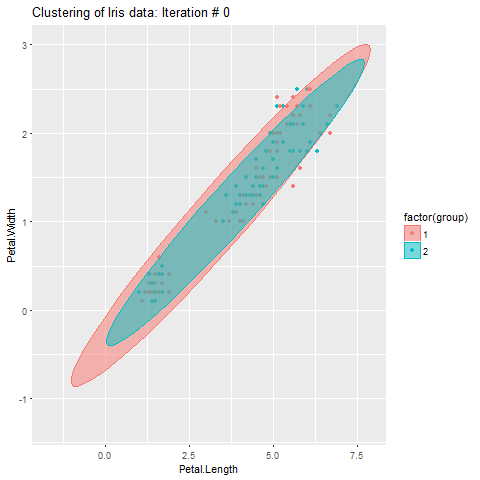 Clustering of Iris data: Iteration # 0
3
2
1
0
-1
Petal.Width
0.0 2.5 5.0 7.5
Petal.Length
factor(group)
1
2